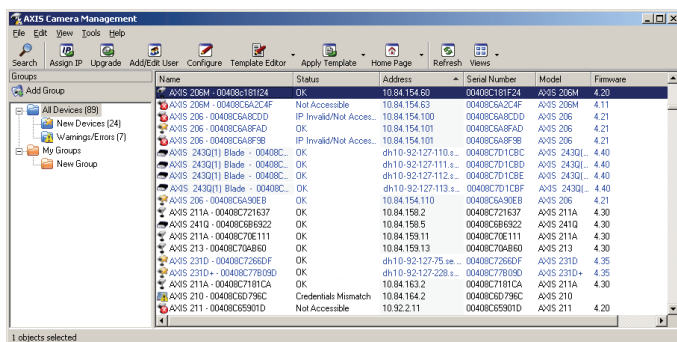 AXIS Camera Management
File Edit View Tools Help
Search Assign IP Upgrade Add/Edit User Configure Template Editor Apply Template Home Page Refresh Views
Groups
Add Group
All Devices (89)
New Devices (24)
Warnings/Errors (7)
My Groups
New Group
Name Status Address Serial Number Model Firmware
AXIS 206M - 00408c181f24 OK 10.84.154.60 00408C181F24 AXIS 206M 4.20
AXIS 206M - 00408C6A2C4F Not Accessible 10.84.154.63 00408C6A2C4F AXIS 206M 4.11
AXIS 206 - 00408C6A8CDD IP Invalid/Not Acces... 10.84.154.100 00408C6A8CDD AXIS 206 4.21
AXIS 206 - 00408C6A8FAD OK 10.84.154.101 00408C6A8FAD AXIS 206 4.21
AXIS 206 - 00408C6A8F9B IP Invalid/Not Acces... 10.84.154.101 00408C6A8F9B AXIS 206 4.21
AXIS 243Q(1) Blade - 00408C... OK dh10-92-127-110.s... 00408C7D1CBC AXIS 243Q(... 4.40
AXIS 243Q(1) Blade - 00408C... OK dh10-92-127-111.s... 00408C7D1CBD AXIS 243Q(... 4.40
AXIS 243Q(1) Blade - 00408C... OK dh10-92-127-112.s... 00408C7D1CBE AXIS 243Q(... 4.40
AXIS 243Q(1) Blade - 00408C... OK dh10-92-127-113.s... 00408C7D1CBF AXIS 243Q(... 4.40
AXIS 206 - 00408C6A90EB OK 10.84.154.110 00408C6A90EB AXIS 206 4.21
AXIS 211A - 00408C721637 OK 10.84.158.2 00408C721637 AXIS 211A 4.30
AXIS 241Q - 00408C6B6922 OK 10.84.158.5 00408C6B6922 AXIS 241Q 4.30
AXIS 211A - 00408C70E111 OK 10.84.159.11 00408C70E111 AXIS 211A 4.30
AXIS 213 - 00408C70AB60 OK 10.84.159.13 00408C70AB60 AXIS 213 4.30
AXIS 231D - 00408C7266DF OK dh10-92-127-75.se... 00408C7266DF AXIS 231D 4.35
AXIS 231D+ - 00408C77B09D OK dh10-92-127-228.s... 00408C77B09D AXIS 231D+ 4.35
AXIS 211A - 00408C7181CA OK 10.84.163.2 00408C7181CA AXIS 211A 4.30
AXIS 210 - 00408C6D796C Credentials Mismatch 10.84.164.2 00408C6D796C AXIS 210
AXIS 211 - 00408C65901D Not Accessible 10.92.2.11 00408C65901D AXIS 211 4.20
1 objects selected